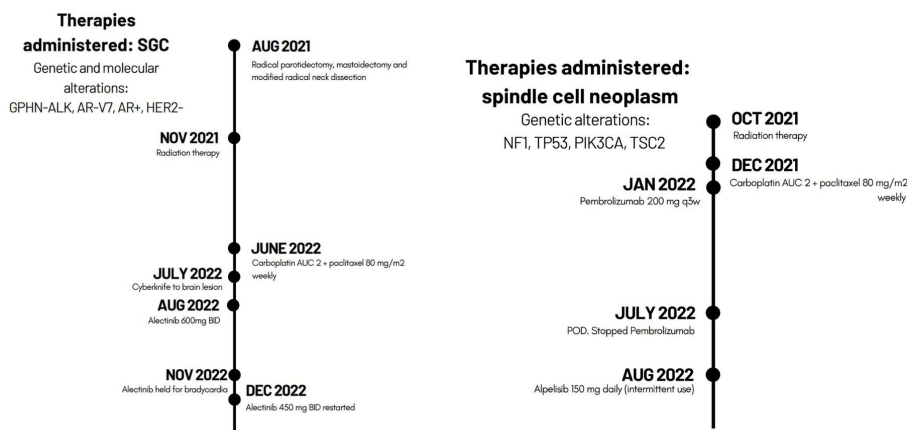 Therapies
administered: SGC
Genetic and molecular
alterations:
GPHN-ALK, AR-V7, AR+, HER2-
AUG 2021
Radical parotidectomy, mastoidectomy and
modified radical neck dissection
NOV 2021
Radiation therapy
JUNE 2022
Carboplatin AUC 2 + paclitaxel 80 mg/m2
weekly
JULY 2022
Cyberknife to brain lesion
AUG 2022
Alectinib 600mg BID
NOV 2022
Alectinib held for bradycardia
DEC 2022
Alectinib 450 mg BID restarted
Therapies administered:
spindle cell neoplasm
Genetic alterations:
NF1, TP53, PIK3CA, TSC2
OCT 2021
Radiation therapy
DEC 2021
Carboplatin AUC 2 + paclitaxel 80 mg/m2
weekly
JAN 2022
Pembrolizumab 200 mg q3w
JULY 2022
POD. Stopped Pembrolizumab
AUG 2022
Alpelisib 150 mg daily (intermittent use)